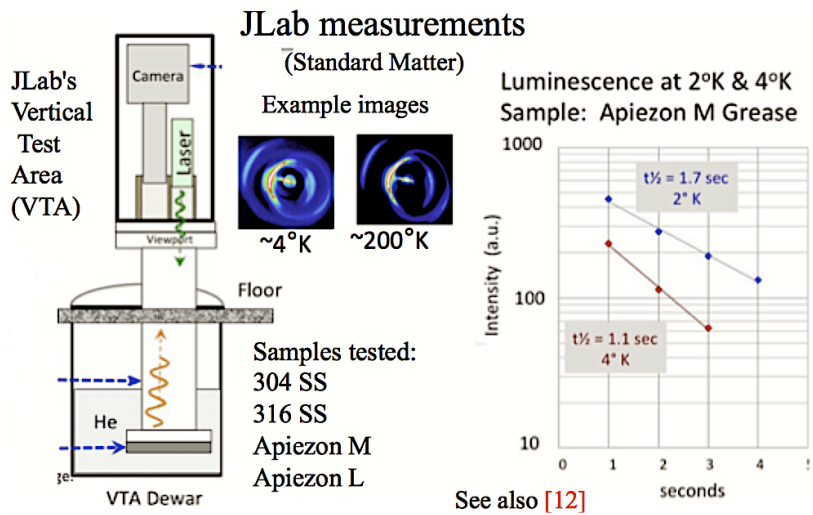 JLab measurements
(Standard Matter)
JLab's
Vertical
Test
Area
(VTA)
Camera
Laser
Viewport
Example images
~4°K
~200°K
Floor
Samples tested:
304 SS
316 SS
Apiezon M
Apiezon L
He
ge:
VTA Dewar
Luminescence at 2°K & 4°K
Sample: Apiezon M Grease
1000
100
10
Intensity (a.u.)
t½ = 1.7 sec
2° K
t½ = 1.1 sec
4° K
0 1 2 3 4
seconds
See also [12]